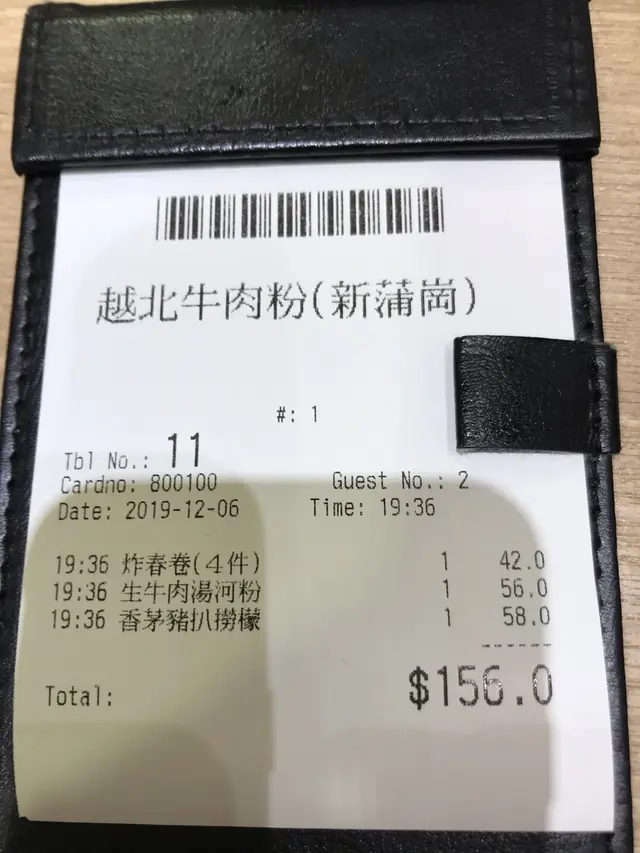 越北牛肉粉(新蒲崗)
#: 1
Tbl No.: 11
Cardno: 800100 Guest No.: 2
Date: 2019-12-06 Time: 19:36
19:36 炸春卷(4件) 1 42.0
19:36 生牛肉湯河粉 1 56.0
19:36 香茅豬扒撈檬 1 58.0
Total: $156.0